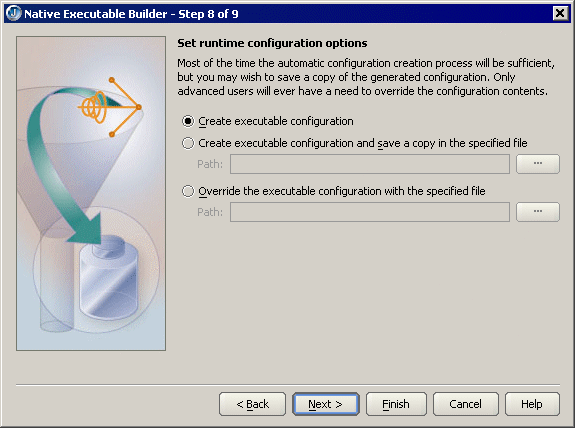 Native Executable Builder - Step 8 of 9
Set runtime configuration options
Most of the time the automatic configuration creation process will be sufficient,
but you may wish to save a copy of the generated configuration. Only
advanced users will ever have a need to override the configuration contents.
Create executable configuration
Create executable configuration and save a copy in the specified file
Path:
...
Override the executable configuration with the specified file
Path:
...
< Back
Next >
Finish
Cancel
Help